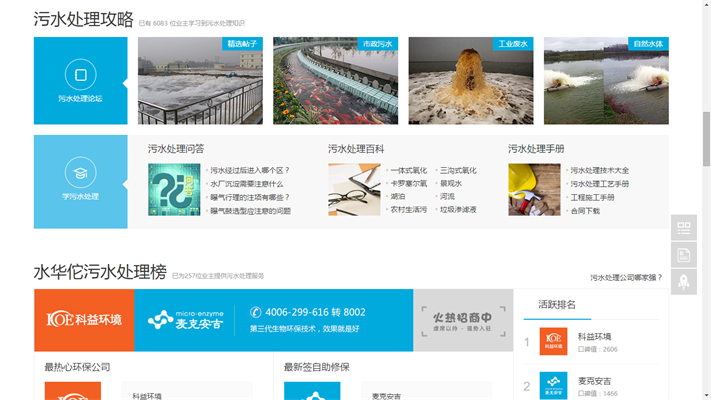 污水处理攻略 已有 6083 位业主学习到污水处理知识
污水处理论坛
精选帖子
市政污水
工业废水
自然水体
学污水处理
污水处理问答
污水经过后进入哪个区？
水厂沉淀需要注意什么
曝气行理的注项有哪些？
曝气鼓选型应注意的问题
污水处理百科
一体式氧化
三沟式氧化
卡罗塞尔氧
景观水
湖泊
河流
农村生活污
垃圾渗滤液
污水处理手册
污水处理技术大全
污水处理工艺手册
工程施工手册
合同下载
水华佗污水处理榜 已为257位业主提供污水处理服务
污水处理公司哪家强？
KOE 科益环境
micro-enzyme
麦克安吉
4006-299-616 转 8002
第三代生物环保技术，效果就是好
火热招商中
虚席以待 · 值您入驻
活跃排名
1
科益环境
口碑值：2606
2
麦克安吉
口碑值：1466
最热心环保公司
科益环境
最新签自助修保
麦克安吉